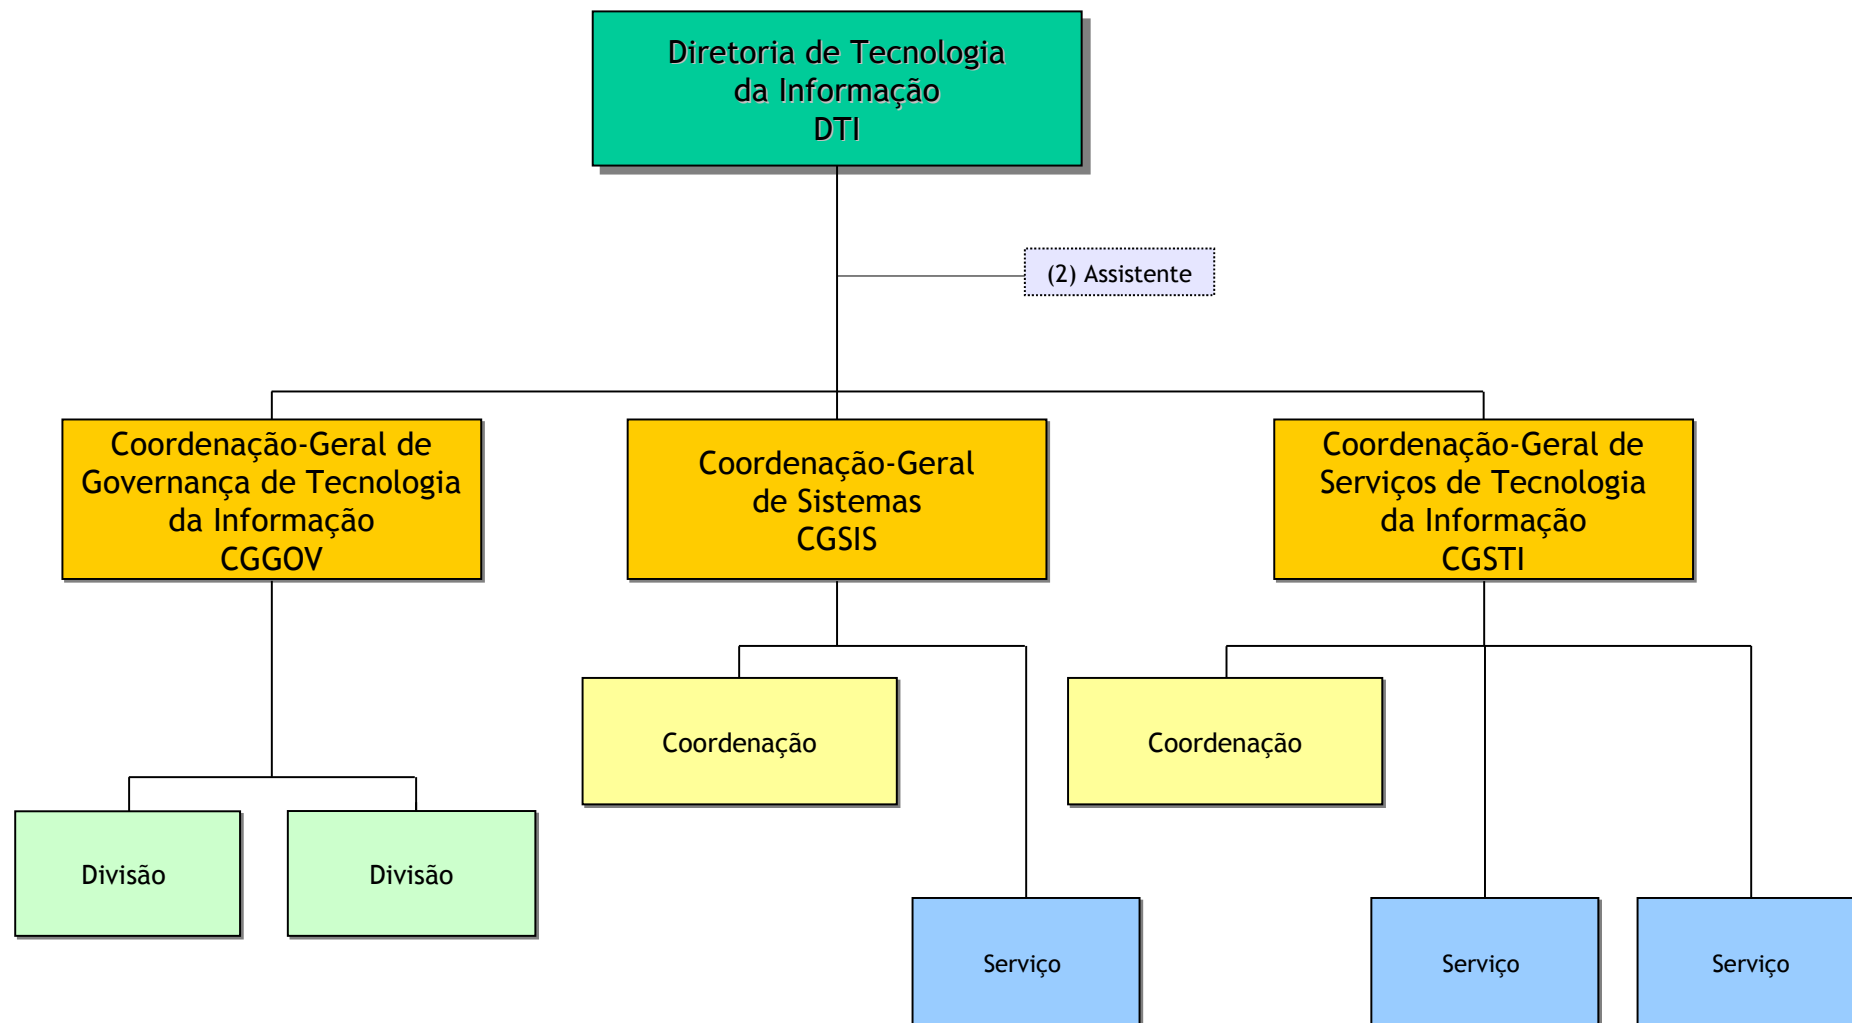 Diretoria de Tecnologia
da Informação
DTI
(2) Assistente
Coordenação-Geral de
Governança de Tecnologia
da Informação
CGGOV
Coordenação-Geral
de Sistemas
CGSIS
Coordenação-Geral de
Serviços de Tecnologia
da Informação
CGSTI
Coordenação
Coordenação
Divisão
Divisão
Serviço
Serviço
Serviço